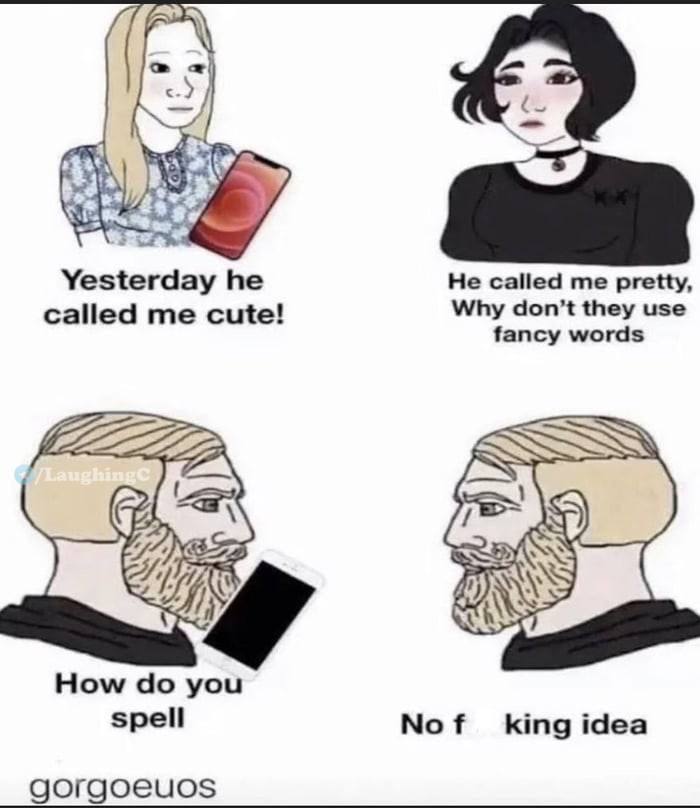 Yesterday he
called me cute!
He called me pretty,
Why don't they use
fancy words
/LaughingC
How do you
spell
No f king idea
gorgoeuos